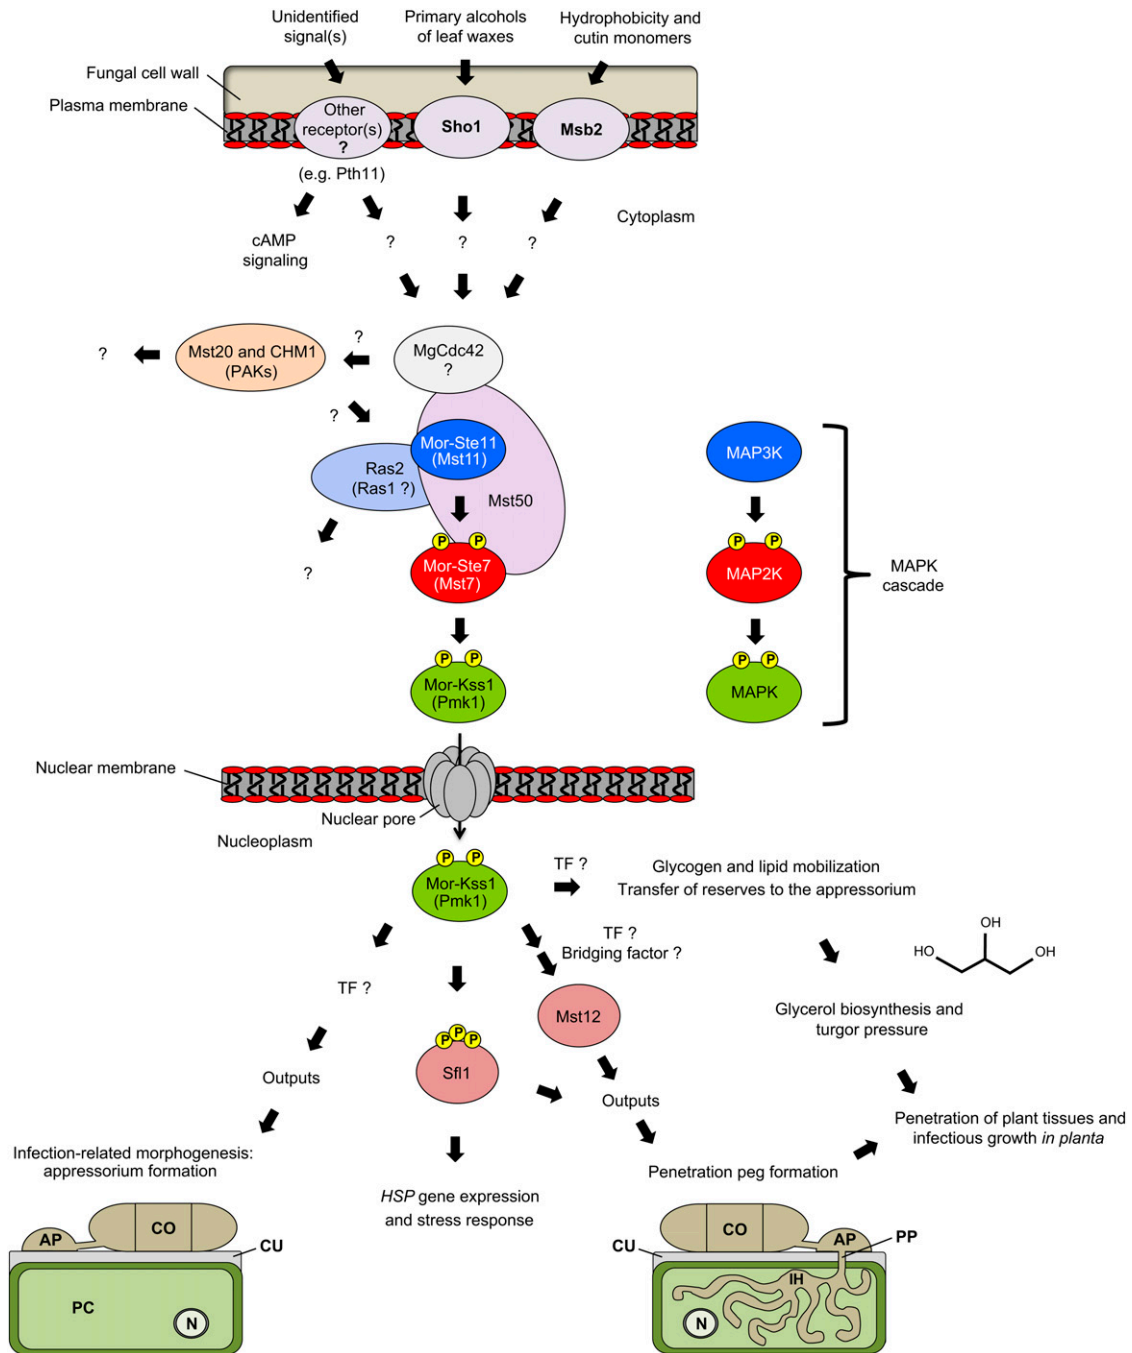 Unidentified
signal(s)
Primary alcohols
of leaf waxes
Hydrophobicity and
cutin monomers
Fungal cell wall
Plasma membrane
Other
receptor(s)
?
Sho1
Msb2
(e.g. Pth11)
Cytoplasm
cAMP
signaling
?
?
?
?
Mst20 and CHM1
(PAKs)
?
MgCdc42
?
?
Mor-Ste11
(Mst11)
MAP3K
Ras2
(Ras1 ?)
Mst50
P P
P P
?
Mor-Ste7
(Mst7)
MAP2K
MAPK
cascade
P P
P P
Mor-Kss1
(Pmk1)
MAPK
Nuclear membrane
Nuclear pore
Nucleoplasm
P P
Mor-Kss1
(Pmk1)
TF ?
Glycogen and lipid mobilization
Transfer of reserves to the appressorium
TF ?
Bridging factor ?
OH
HO
OH
TF ?
Mst12
Glycerol biosynthesis and
turgor pressure
P P P
Sfl1
Outputs
Outputs
Penetration of plant tissues and
infectious growth in planta
Infection-related morphogenesis:
appressorium formation
Penetration peg formation
HSP gene expression
and stress response
CO
AP
CU
PC
N
CO
AP
PP
CU
IH
N